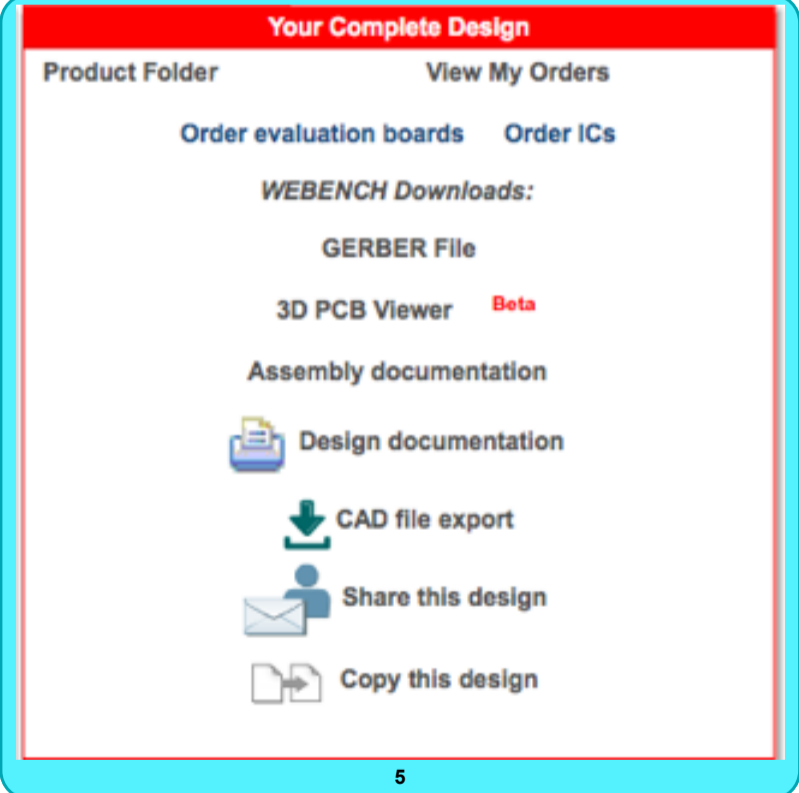 Your Complete Design
Product Folder View My Orders
Order evaluation boards Order ICs
WEBENCH Downloads:
GERBER File
3D PCB Viewer Beta
Assembly documentation
Design documentation
CAD file export
Share this design
Copy this design
5